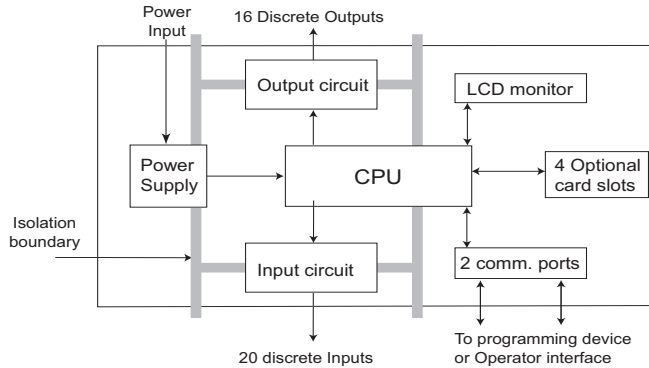 Power
Input
16 Discrete Outputs
Output circuit
LCD monitor
Power
Supply
CPU
4 Optional
card slots
Isolation
boundary
Input circuit
2 comm. ports
20 discrete Inputs
To programming device
or Operator interface